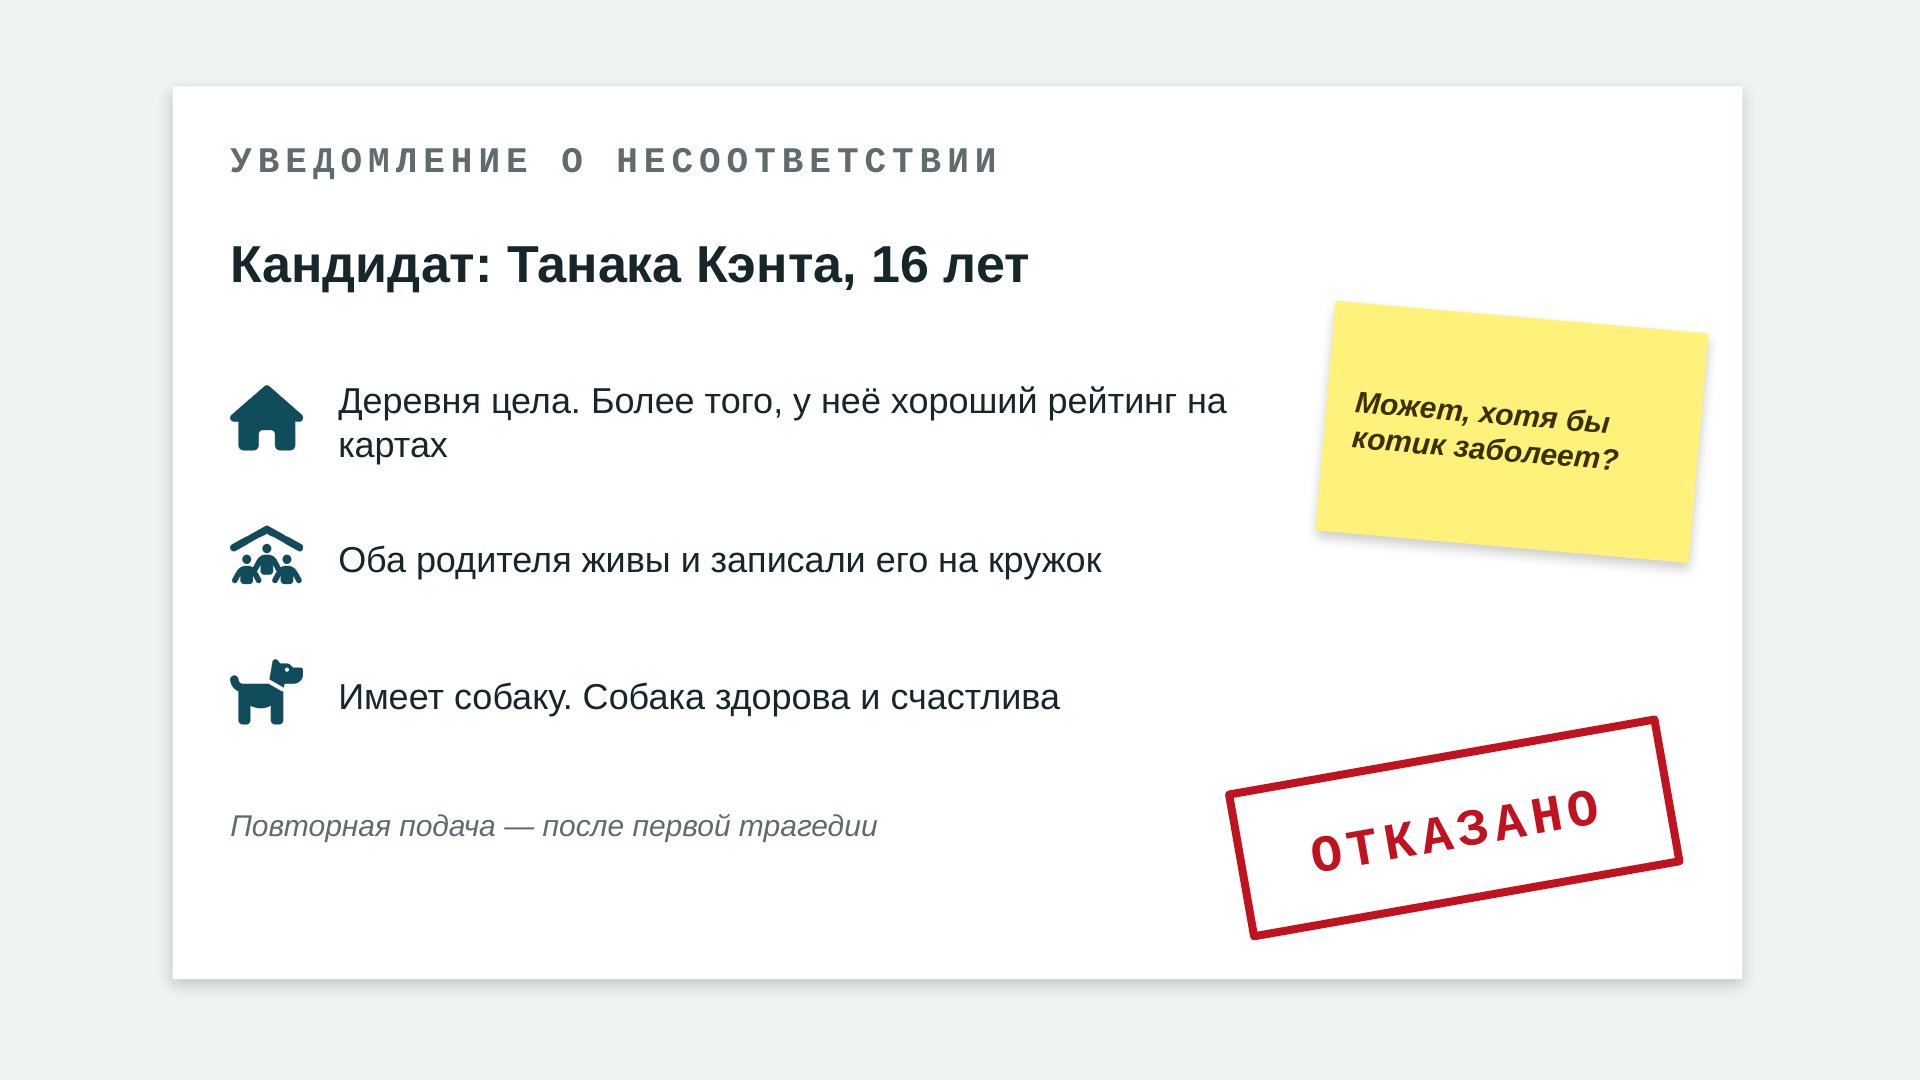 УВЕДОМЛЕНИЕ О НЕСООТВЕТСТВИИ
Кандидат: Танака Кэнта, 16 лет
Деревня цела. Более того, у неё хороший рейтинг на
картах
Может, хотя бы
котик заболеет?
Оба родителя живы и записали его на кружок
Имеет собаку. Собака здорова и счастлива
Повторная подача — после первой трагедии
ОТКАЗАНО